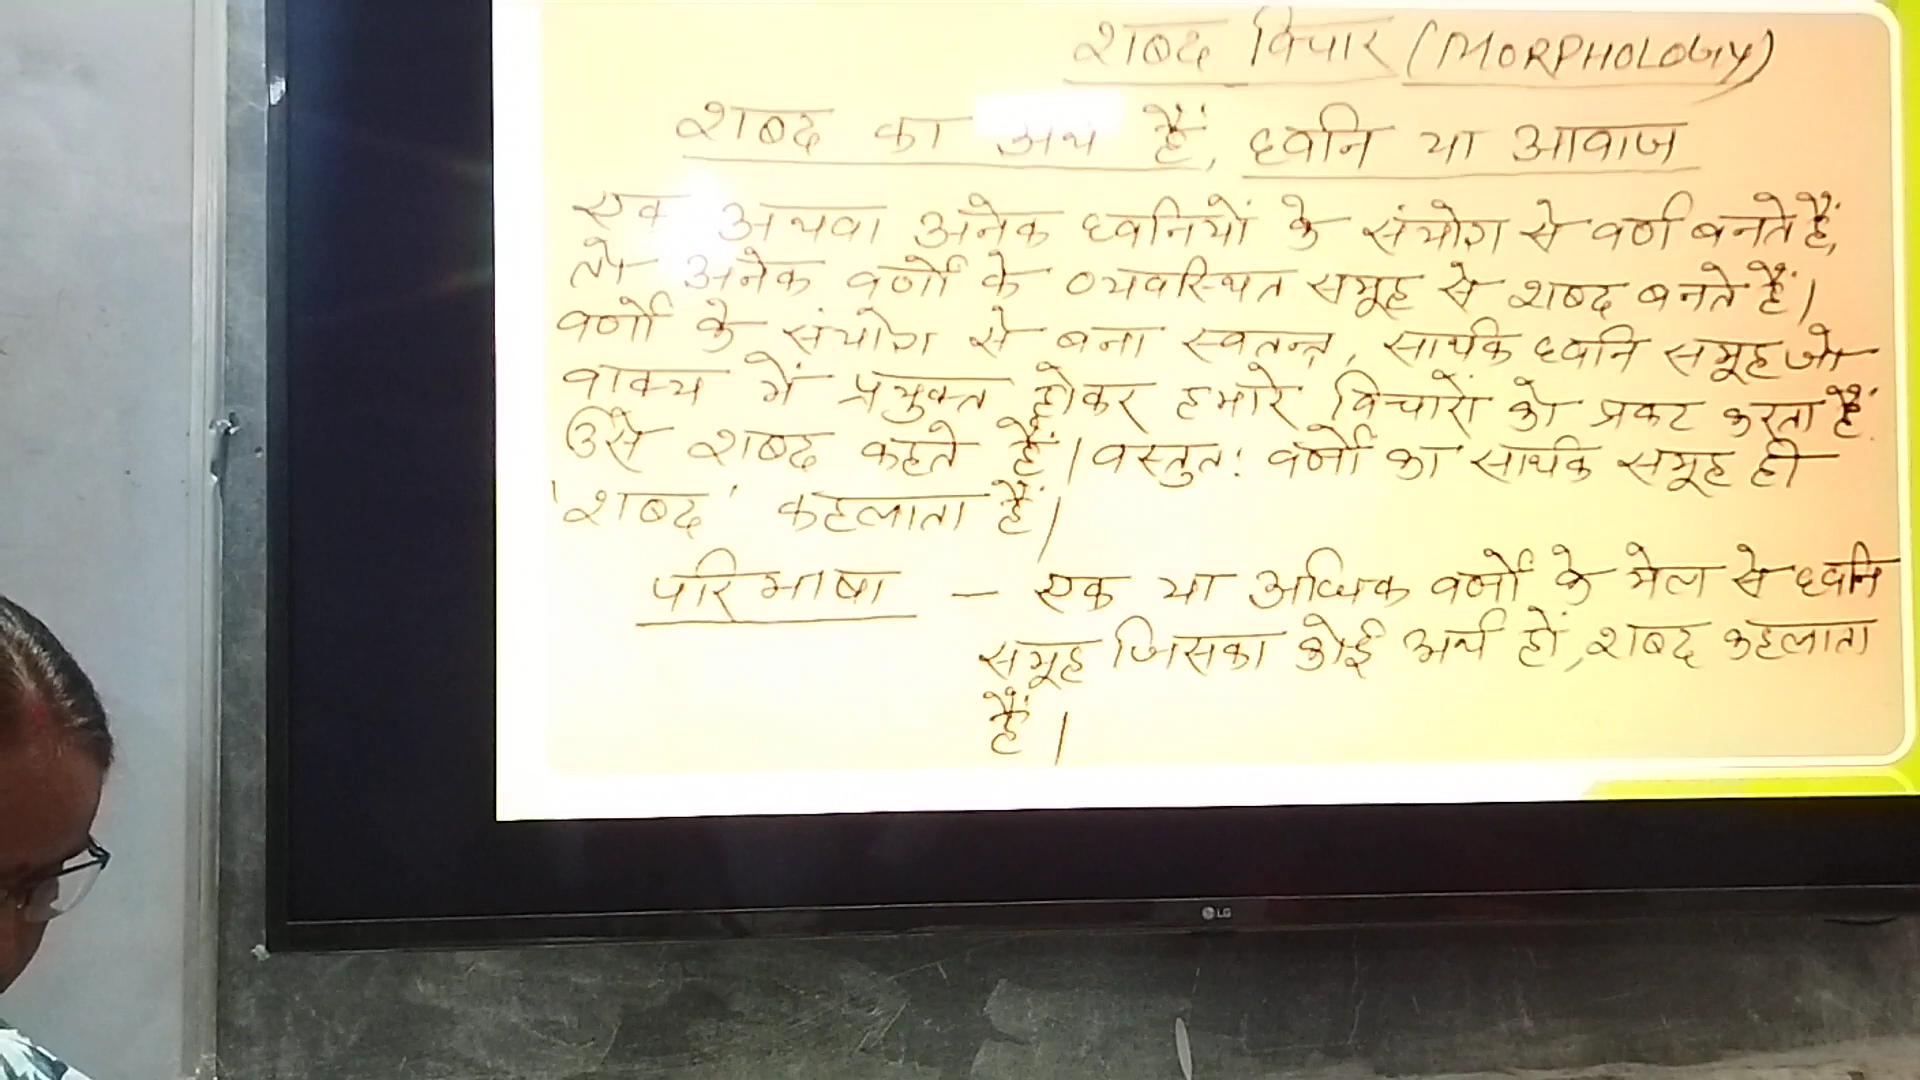 शब्द विचार (MORPHOLOGY)
शब्द का अर्थ हैं, ध्वनि या आवाज
एक अथवा अनेक ध्वनियों के संयोग से वर्ण बनते हैं,
तो अनेक वर्णों के व्यवस्थित समूह से शब्द बनते हैं।
वर्णों के संयोग से बना स्वतन्त्र, सार्थक ध्वनि समूह जो
वाक्य में प्रयुक्त होकर हमारे विचारों को प्रकट करता हैं.
उसे शब्द कहते हैं। वस्तुत: वर्णों का सार्थक समूह ही
'शब्द' कहलाता हैं।
परिभाषा – एक या अधिक वर्णों के मेल से ध्वनि
समूह जिसका कोई अर्थ हों, शब्द कहलाता
हैं।
LG